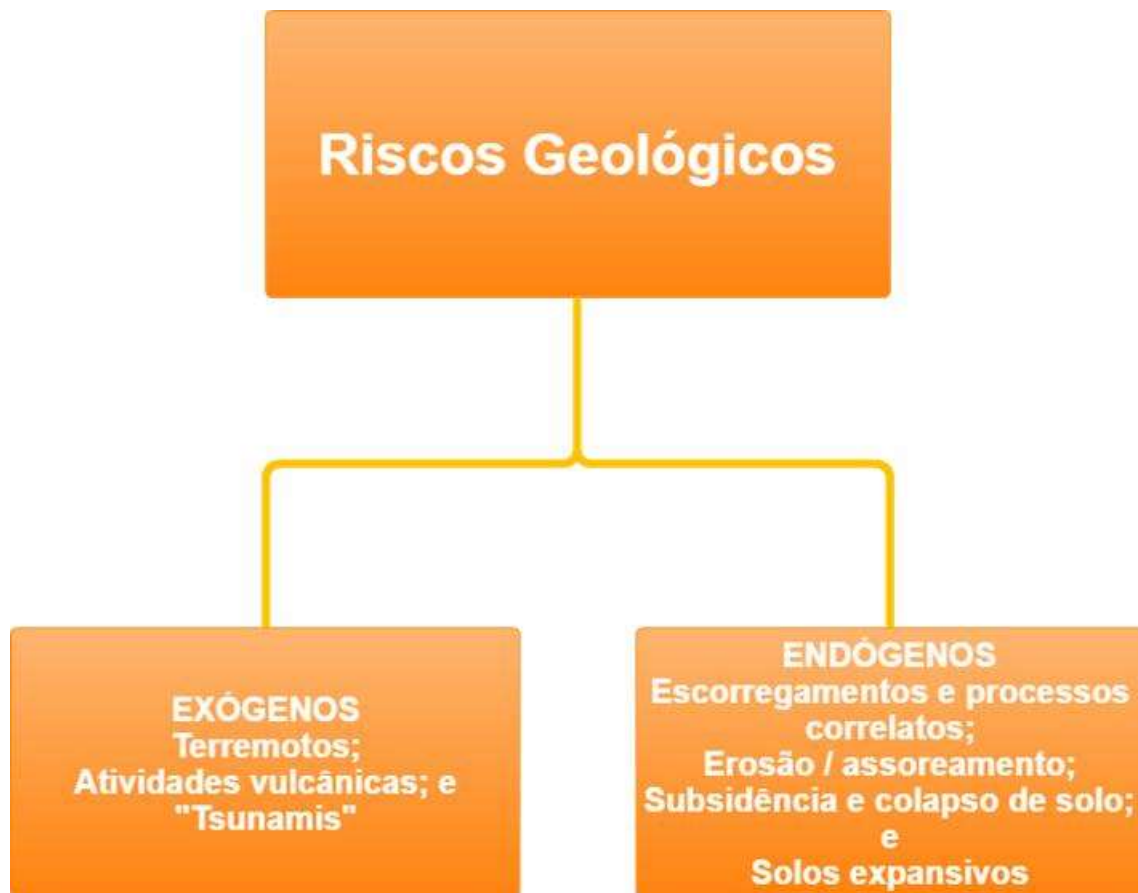 Riscos Geológicos
EXÓGENOS
Terremotos;
Atividades vulcânicas; e
"Tsunamis"
ENDÓGENOS
Escorregamentos e processos
correlatos;
Erosão / assoreamento;
Subsidência e colapso de solo;
e
Solos expansivos